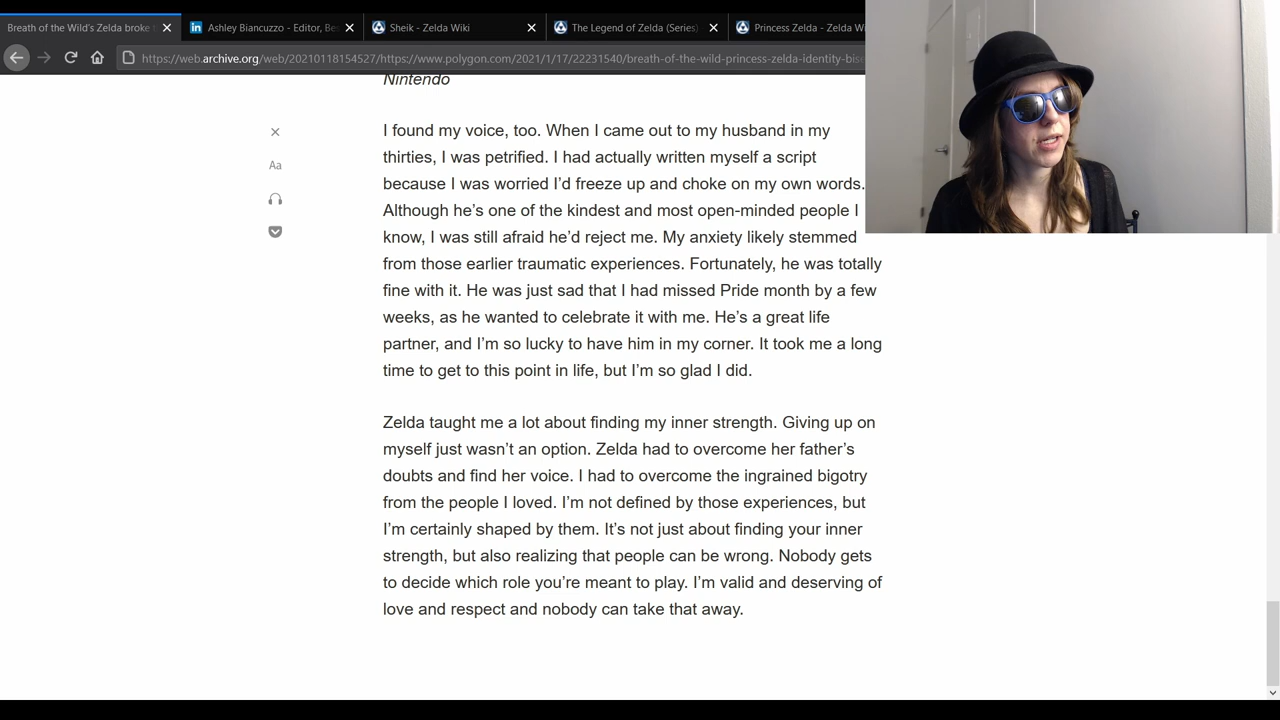 Breath of the Wild's Zelda broke
Ashley Biancuzzo - Editor, Be
Sheik - Zelda Wiki
The Legend of Zelda (Series)
Princess Zelda - Zelda Wi
https://web.archive.org/web/20210118154527/https://www.polygon.com/2021/1/17/22231540/breath-of-the-wild-princess-zelda-identity-bise
Nintendo
I found my voice, too. When I came out to my husband in my
thirties, I was petrified. I had actually written myself a script
because I was worried I'd freeze up and choke on my own words.
Although he's one of the kindest and most open-minded people I
know, I was still afraid he'd reject me. My anxiety likely stemmed
from those earlier traumatic experiences. Fortunately, he was totally
fine with it. He was just sad that I had missed Pride month by a few
weeks, as he wanted to celebrate it with me. He's a great life
partner, and I'm so lucky to have him in my corner. It took me a long
time to get to this point in life, but I'm so glad I did.
Zelda taught me a lot about finding my inner strength. Giving up on
myself just wasn't an option. Zelda had to overcome her father's
doubts and find her voice. I had to overcome the ingrained bigotry
from the people I loved. I'm not defined by those experiences, but
I'm certainly shaped by them. It's not just about finding your inner
strength, but also realizing that people can be wrong. Nobody gets
to decide which role you're meant to play. I'm valid and deserving of
love and respect and nobody can take that away.
Aa